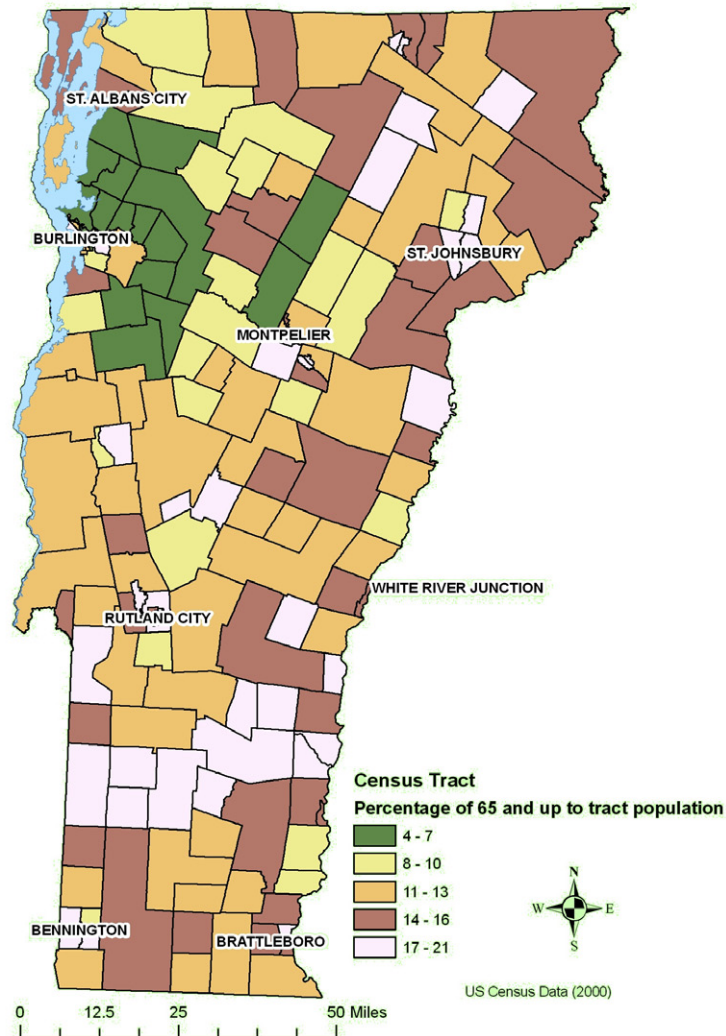 ST. ALBANS CITY
BURLINGTON
ST. JOHNSBURY
MONTPELIER
WHITE RIVER JUNCTION
RUTLAND CITY
Census Tract
Percentage of 65 and up to tract population
4 - 7
8 - 10
11 - 13
14 - 16
17 - 21
N
W E
S
BENNINGTON
BRATTLEBORO
US Census Data (2000)
0 12.5 25 50 Miles